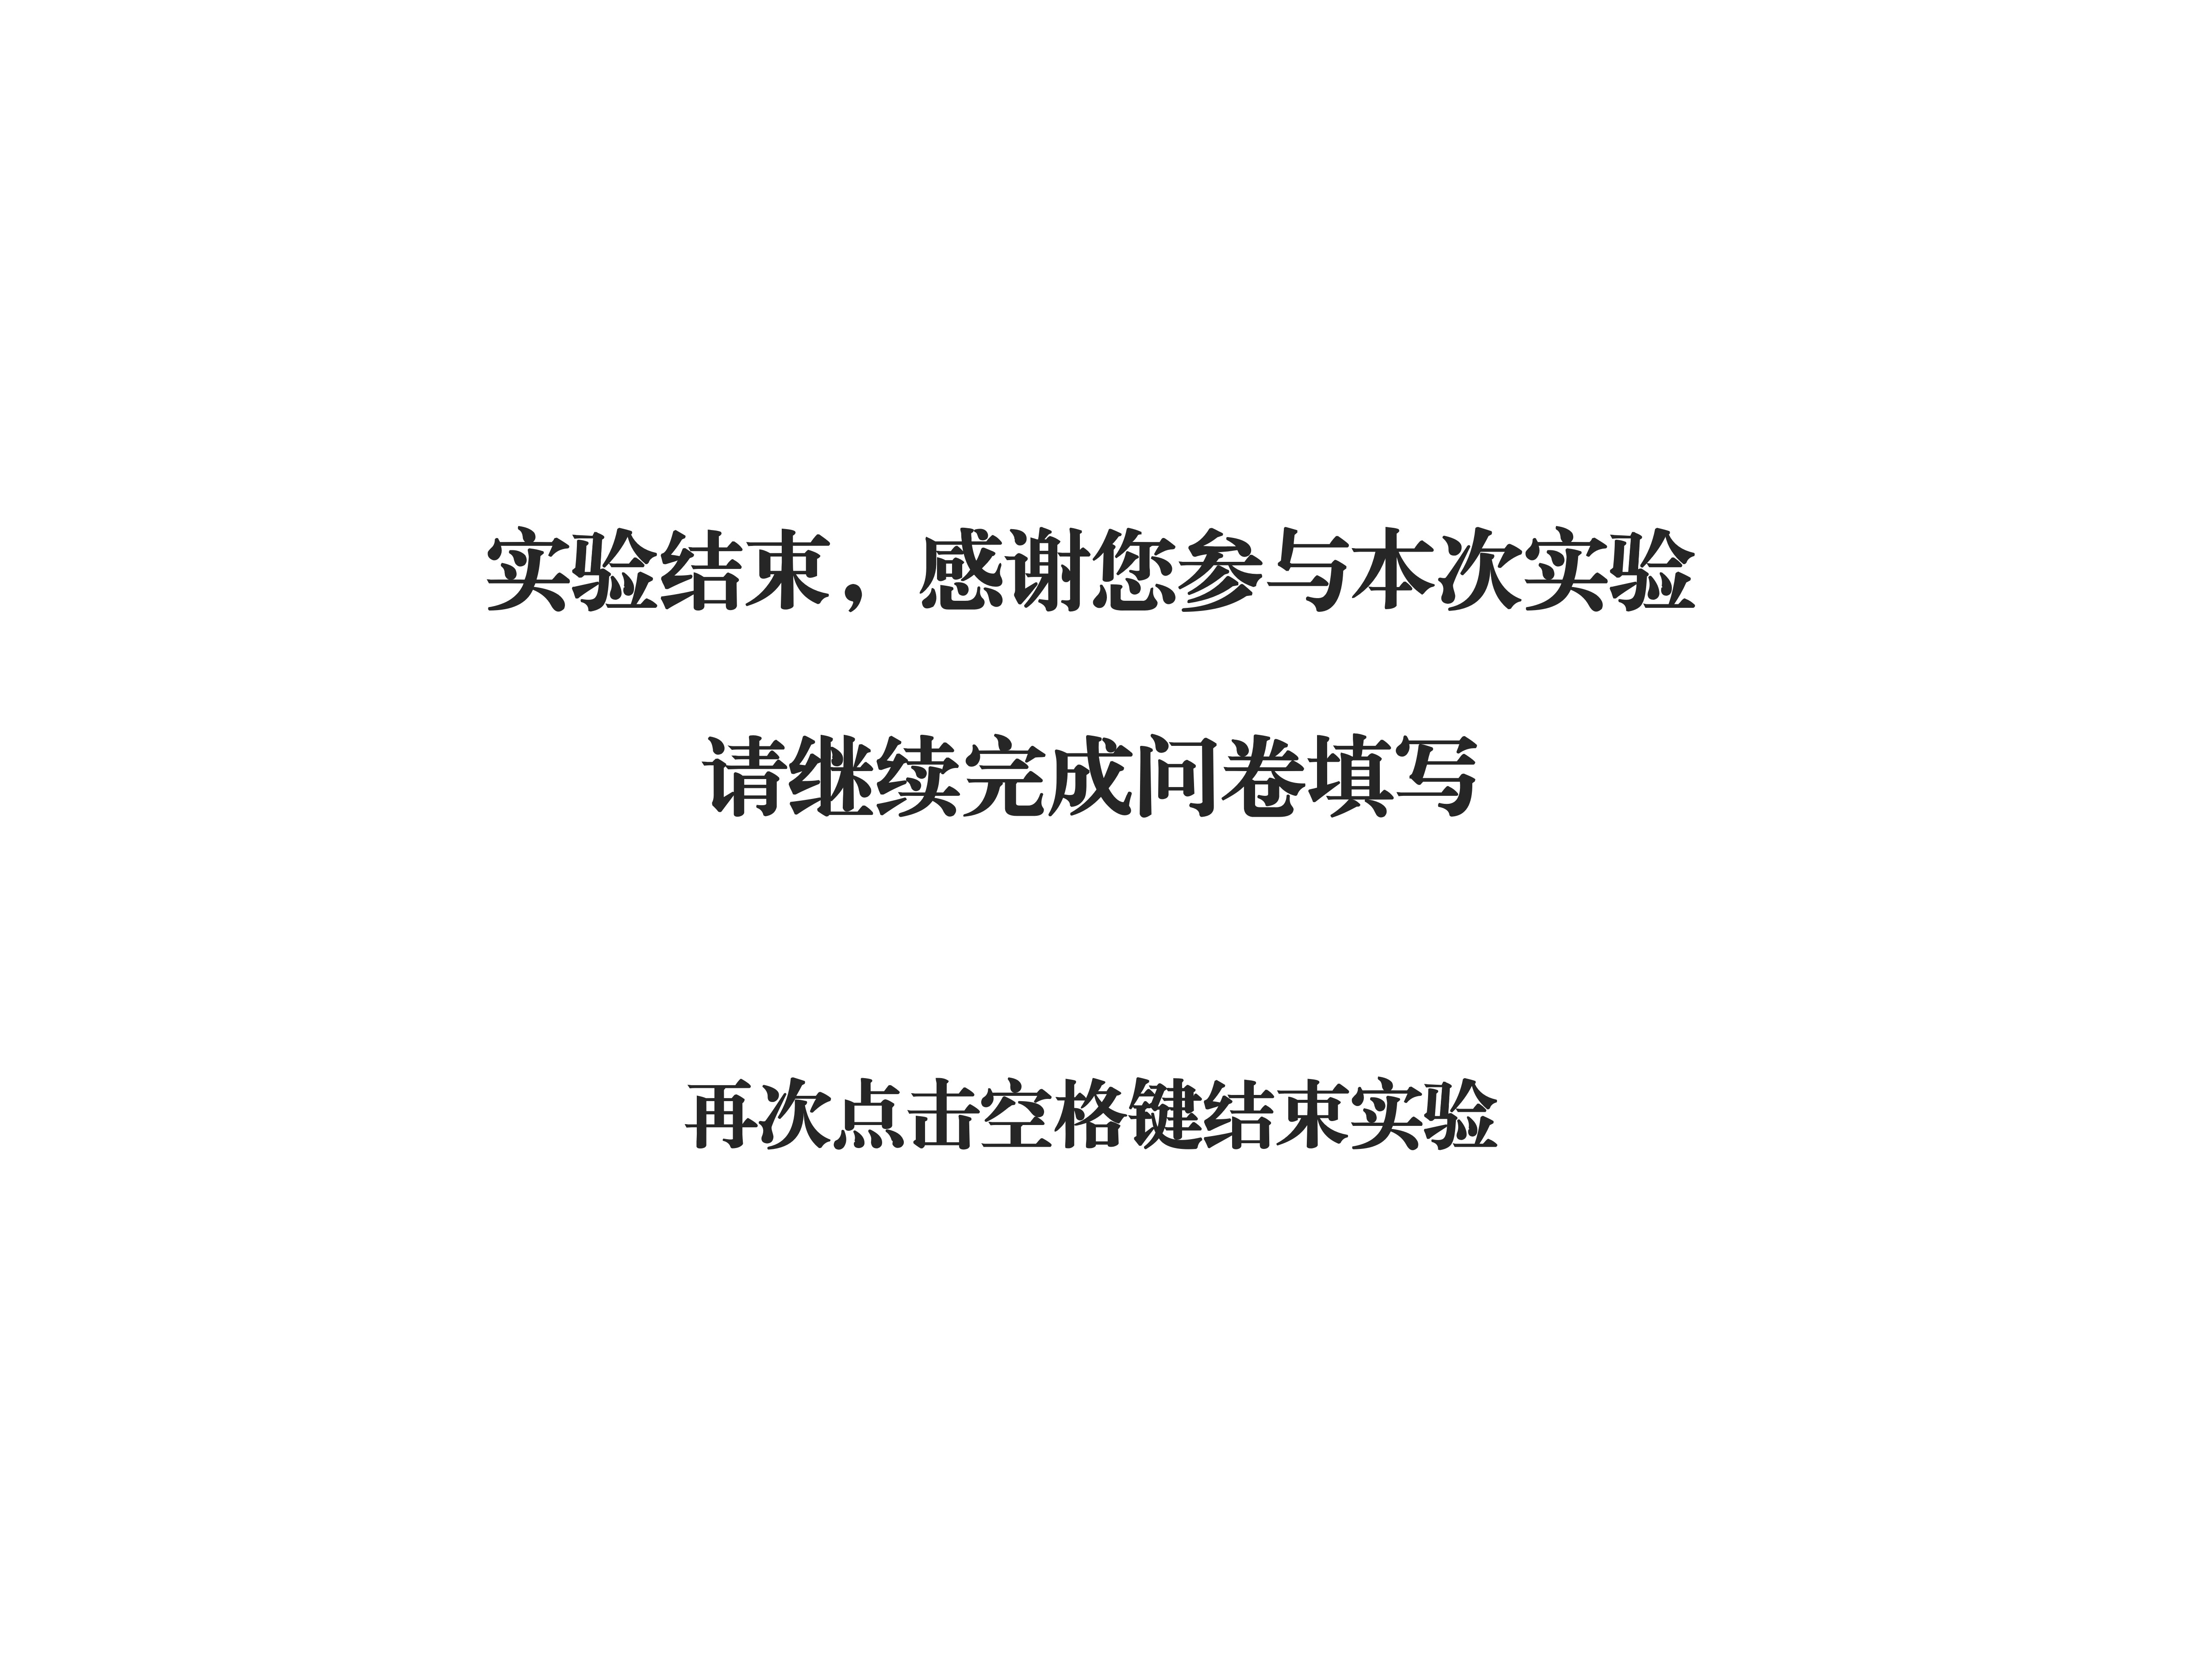 实验结束，感谢您参与本次实验
请继续完成问卷填写
再次点击空格键结束实验